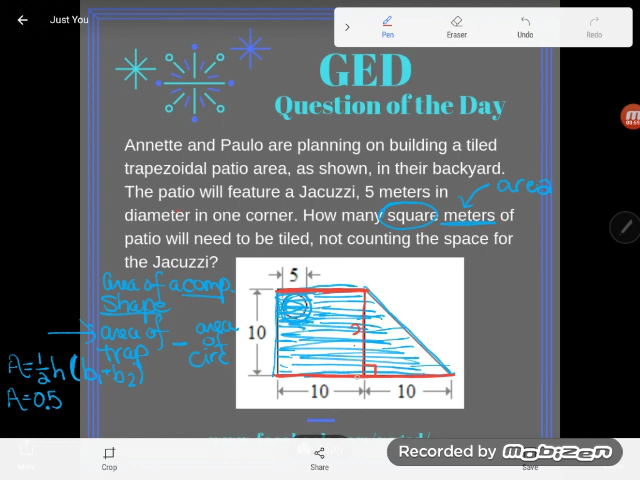 Just You
Pen
Eraser
Undo
Redo
GED
Question of the Day
Annette and Paulo are planning on building a tiled
trapezoidal patio area, as shown, in their backyard.
The patio will feature a Jacuzzi, 5 meters in
diameter in one corner. How many square meters of
patio will need to be tiled, not counting the space for
the Jacuzzi?
area
area of a comp.
shape
area of trap - area of circ
A=½h(b₁+b₂)
A=0.5
5
10
10
10
Crop
Share
Save
Recorded by Mobizen